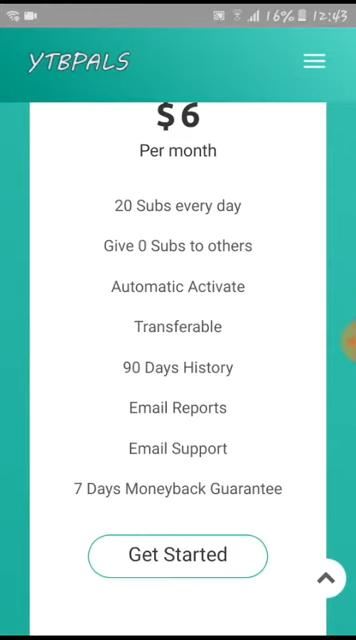 16% 12:43
YTBPALS
$6
Per month
20 Subs every day
Give 0 Subs to others
Automatic Activate
Transferable
90 Days History
Email Reports
Email Support
7 Days Moneyback Guarantee
Get Started